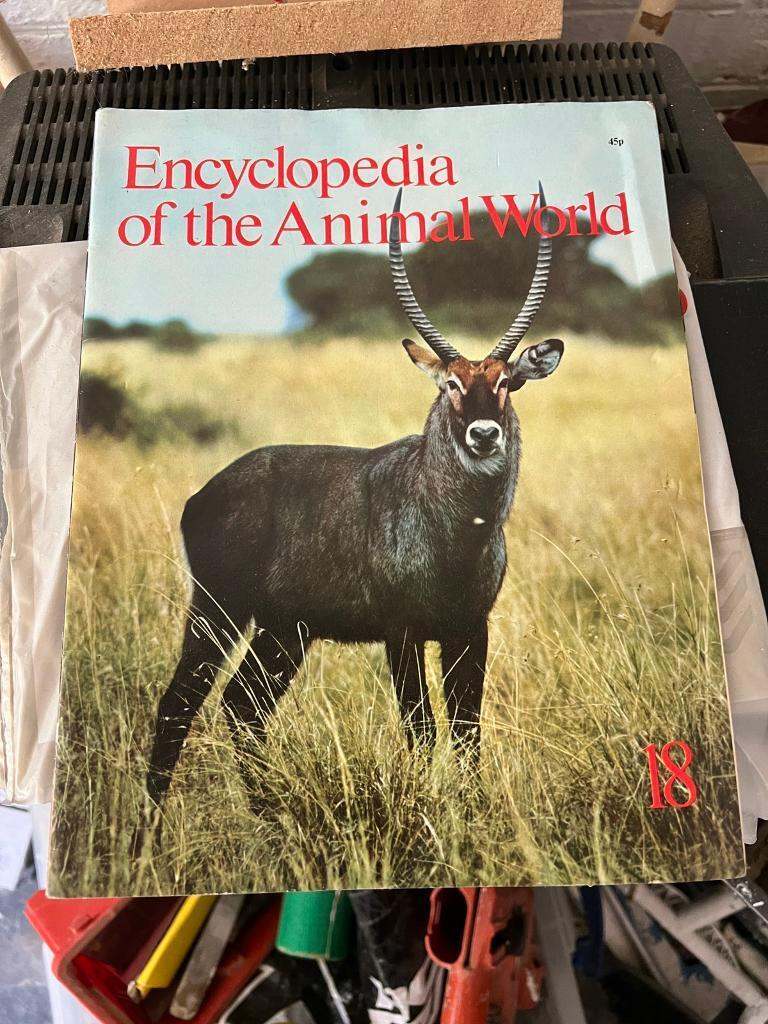 45p
Encyclopedia
of the Animal World
18